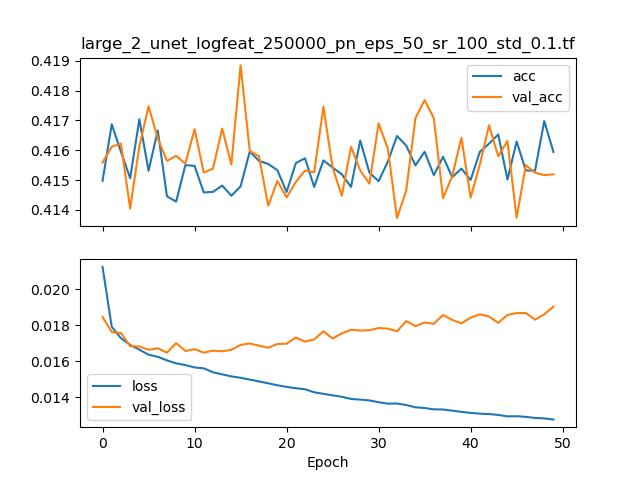 large_2_unet_logfeat_250000_pn_eps_50_sr_100_std_0.1.tf
0.419
0.418
0.417
0.416
0.415
0.414
acc
val_acc
0.020
0.018
0.016
0.014
loss
val_loss
0 10 20 30 40 50
Epoch